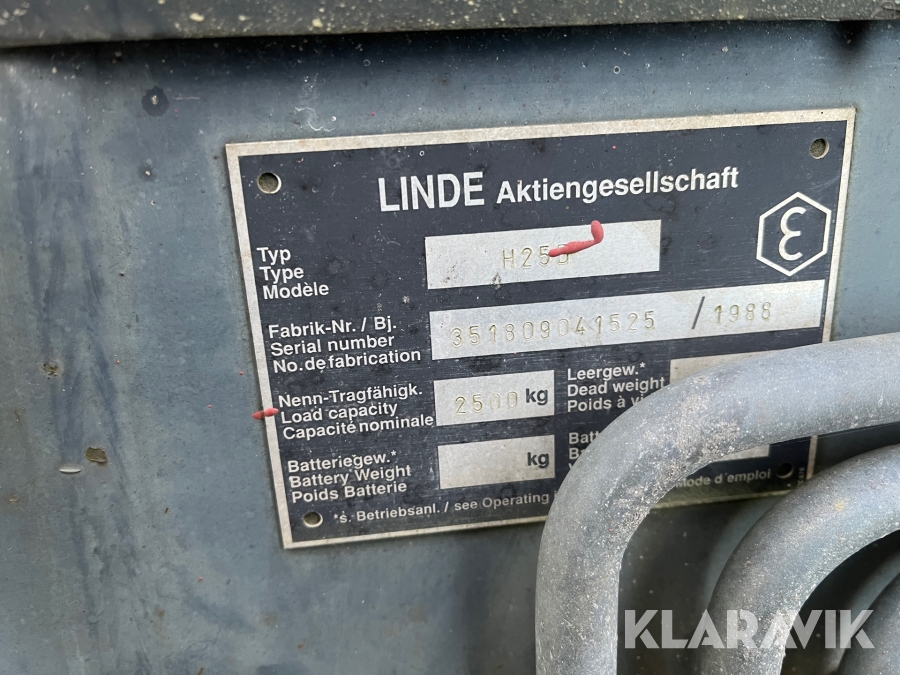 LINDE Aktiengesellschaft
Typ
Type
Modèle
H25D
ε
Fabrik-Nr. / Bj.
Serial number
No. de fabrication
351809041525 / 1988
Nenn-Tragfähigk.
Load capacity
Capacité nominale
2500 kg
Leergew.*
Dead weight
Poids à
Batteriegew.*
Battery Weight
Poids Batterie
kg
*s. Betriebsanl. / see Operating
Mode d'emploi
KLARAVIK